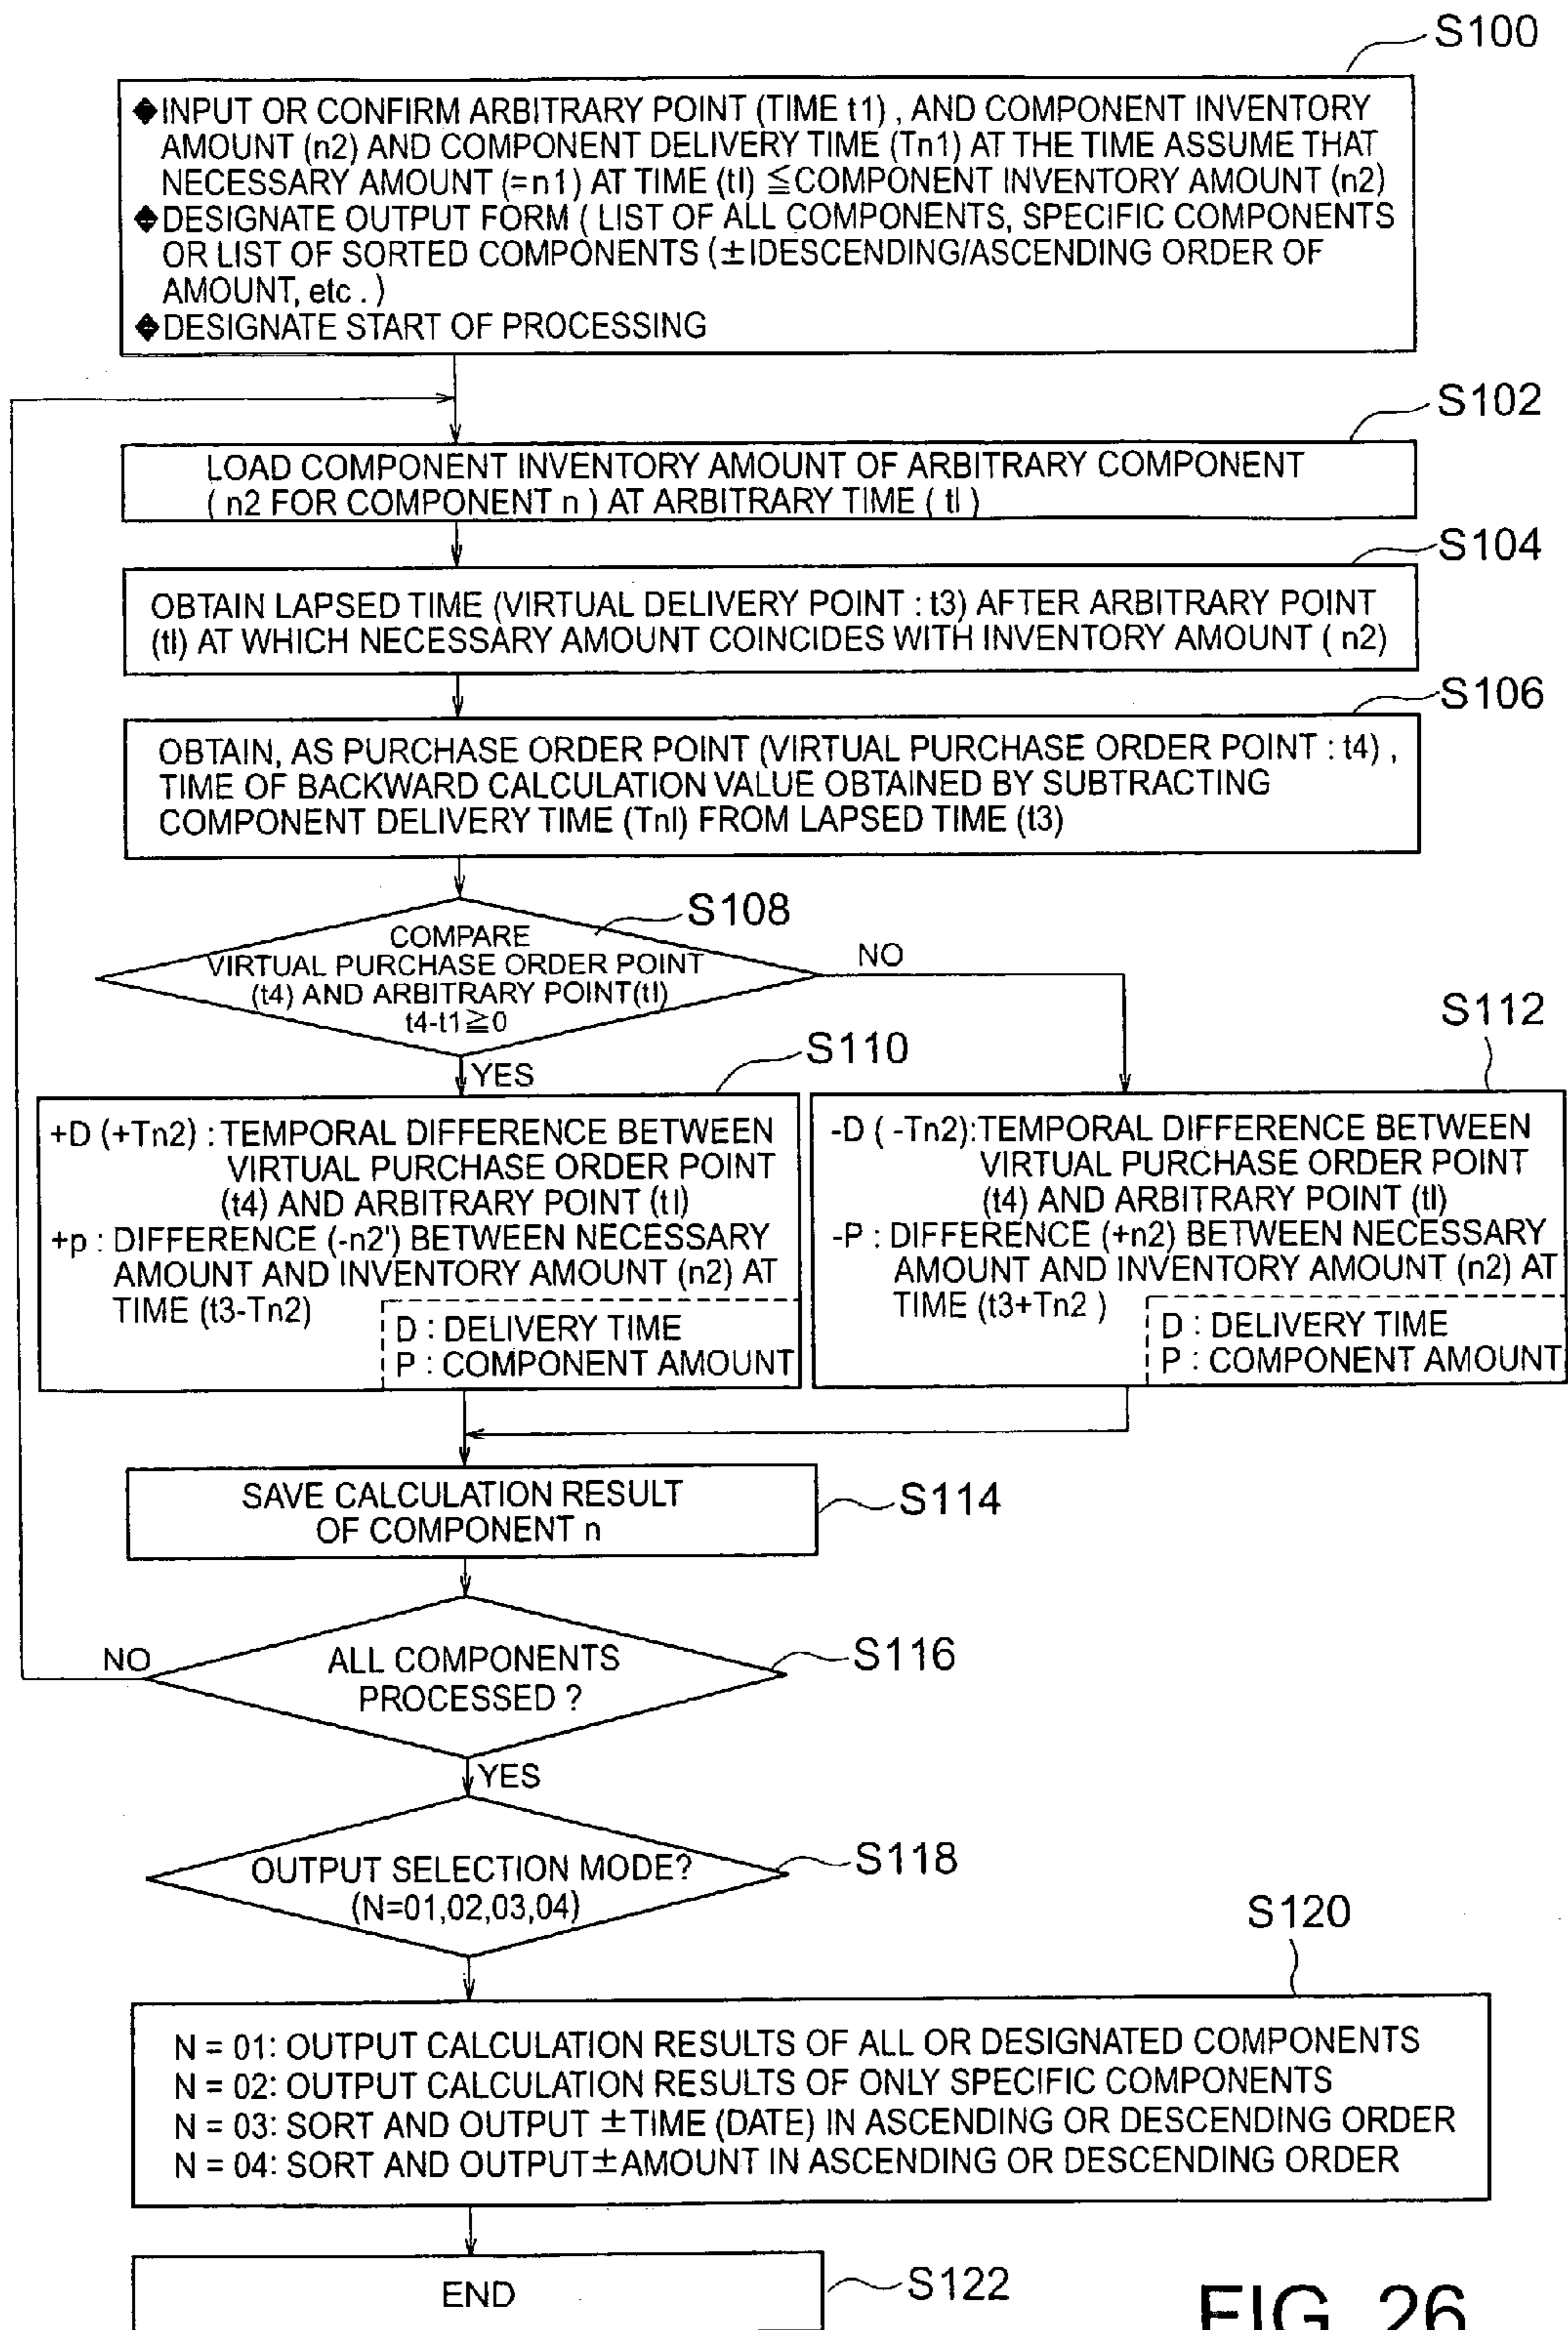 S100
◆INPUT OR CONFIRM ARBITRARY POINT (TIME t1) , AND COMPONENT INVENTORY
AMOUNT (n2) AND COMPONENT DELIVERY TIME (Tn1) AT THE TIME ASSUME THAT
NECESSARY AMOUNT (=n1) AT TIME (tl) ≦COMPONENT INVENTORY AMOUNT (n2)
◆DESIGNATE OUTPUT FORM ( LIST OF ALL COMPONENTS, SPECIFIC COMPONENTS
OR LIST OF SORTED COMPONENTS (±IDESCENDING/ASCENDING ORDER OF
AMOUNT, etc . )
◆DESIGNATE START OF PROCESSING
S102
LOAD COMPONENT INVENTORY AMOUNT OF ARBITRARY COMPONENT
( n2 FOR COMPONENT n ) AT ARBITRARY TIME ( tl )
S104
OBTAIN LAPSED TIME (VIRTUAL DELIVERY POINT : t3) AFTER ARBITRARY POINT
(tl) AT WHICH NECESSARY AMOUNT COINCIDES WITH INVENTORY AMOUNT ( n2)
S106
OBTAIN, AS PURCHASE ORDER POINT (VIRTUAL PURCHASE ORDER POINT : t4) ,
TIME OF BACKWARD CALCULATION VALUE OBTAINED BY SUBTRACTING
COMPONENT DELIVERY TIME (Tnl) FROM LAPSED TIME (t3)
S108
COMPARE
VIRTUAL PURCHASE ORDER POINT
(t4) AND ARBITRARY POINT(tl)
t4-t1≧0
NO
YES
S110
+D (+Tn2) : TEMPORAL DIFFERENCE BETWEEN
VIRTUAL PURCHASE ORDER POINT
(t4) AND ARBITRARY POINT (tl)
+p : DIFFERENCE (-n2') BETWEEN NECESSARY
AMOUNT AND INVENTORY AMOUNT (n2) AT
TIME (t3-Tn2)
D : DELIVERY TIME
P : COMPONENT AMOUNT
S112
-D ( -Tn2):TEMPORAL DIFFERENCE BETWEEN
VIRTUAL PURCHASE ORDER POINT
(t4) AND ARBITRARY POINT (tl)
-P : DIFFERENCE (+n2) BETWEEN NECESSARY
AMOUNT AND INVENTORY AMOUNT (n2) AT
TIME (t3+Tn2 )
D : DELIVERY TIME
P : COMPONENT AMOUNT
SAVE CALCULATION RESULT
OF COMPONENT n
S114
ALL COMPONENTS
PROCESSED ?
S116
NO
YES
OUTPUT SELECTION MODE?
(N=01,02,03,04)
S118
S120
N = 01: OUTPUT CALCULATION RESULTS OF ALL OR DESIGNATED COMPONENTS
N = 02: OUTPUT CALCULATION RESULTS OF ONLY SPECIFIC COMPONENTS
N = 03: SORT AND OUTPUT ±TIME (DATE) IN ASCENDING OR DESCENDING ORDER
N = 04: SORT AND OUTPUT±AMOUNT IN ASCENDING OR DESCENDING ORDER
END
S122
FIG. 26